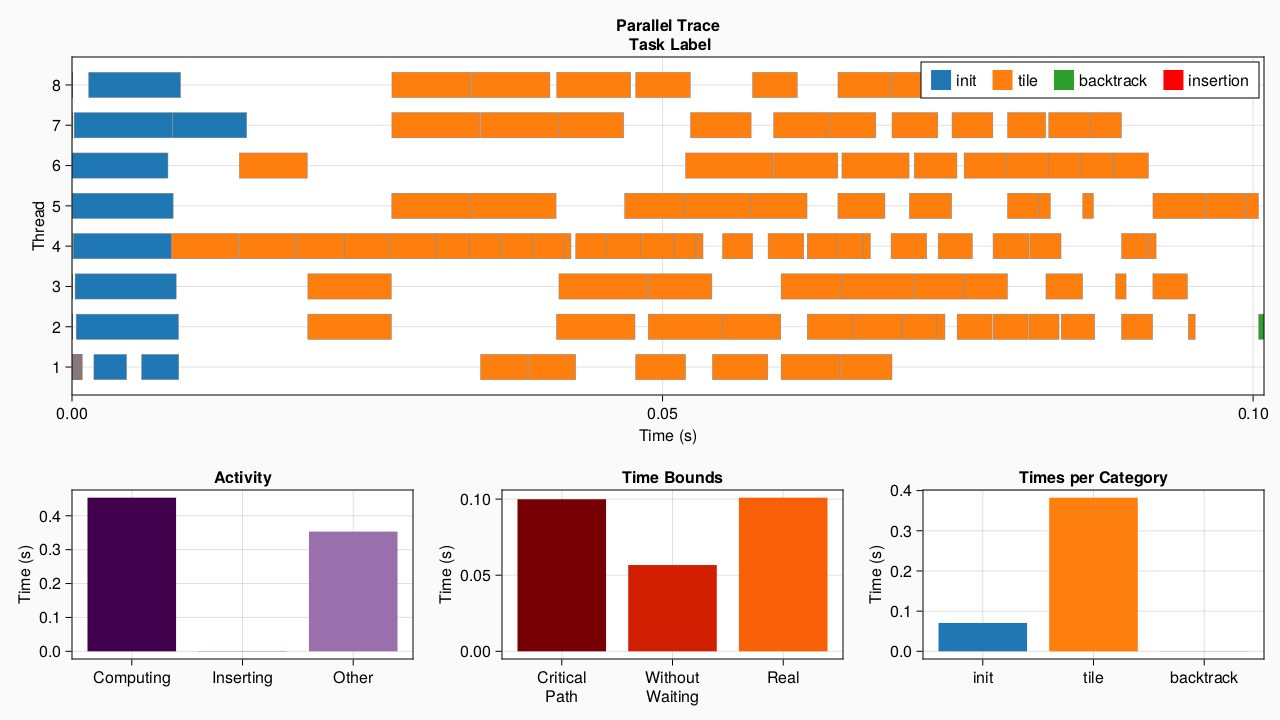 Parallel Trace
Task Label
init tile backtrack insertion
8
7
6
5
4
3
2
1
Thread
0.00 0.05 0.10
Time (s)
Activity
Time (s)
0.4
0.3
0.2
0.1
0.0
Computing Inserting Other
Time Bounds
Time (s)
0.10
0.05
0.00
Critical Path
Without Waiting
Real
Times per Category
Time (s)
0.4
0.3
0.2
0.1
0.0
init tile backtrack